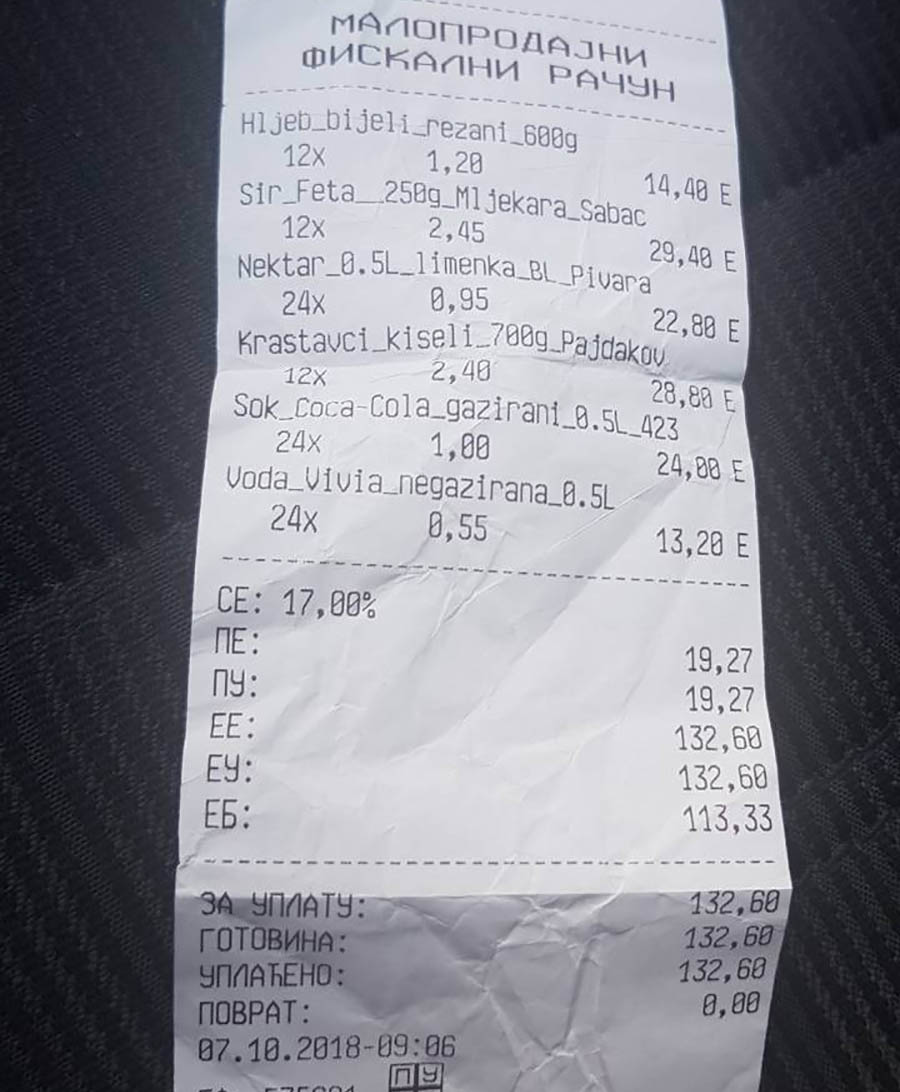 МАЛОПРОДАЈНИ
ФИСКАЛНИ РАЧУН
Hljeb_bijeli_rezani_600g
12x 1,20 14,40 E
Sir_Feta__250g_Mljekara_Sabac
12x 2,45 29,40 E
Nektar_0.5L_limenka_BL_Pivara
24x 0,95 22,80 E
Krastavci_kiseli_700g_Pajdakov
12x 2,40 28,80 E
Sok_Coca-Cola_gazirani_0.5L_423
24x 1,00 24,00 E
Voda_Vivia_negazirana_0.5L
24x 0,55 13,20 E
СЕ: 17,00%
ПЕ: 19,27
ПУ: 19,27
ЕЕ: 132,60
ЕУ: 132,60
ЕБ: 113,33
ЗА УПЛАТУ: 132,60
ГОТОВИНА: 132,60
УПЛАЋЕНО: 132,60
ПОВРАТ: 0,00
07.10.2018-09:06
ПУ